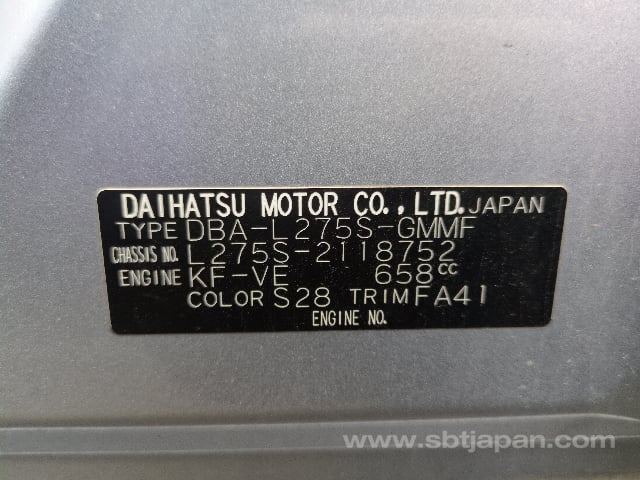 DAIHATSU MOTOR CO., LTD. JAPAN
TYPE DBA-L275S-GMMF
CHASSIS NO. L275S-2118752
ENGINE KF-VE 658cc
COLOR S28 TRIM FA41
ENGINE NO.
www.sbtjapan.com